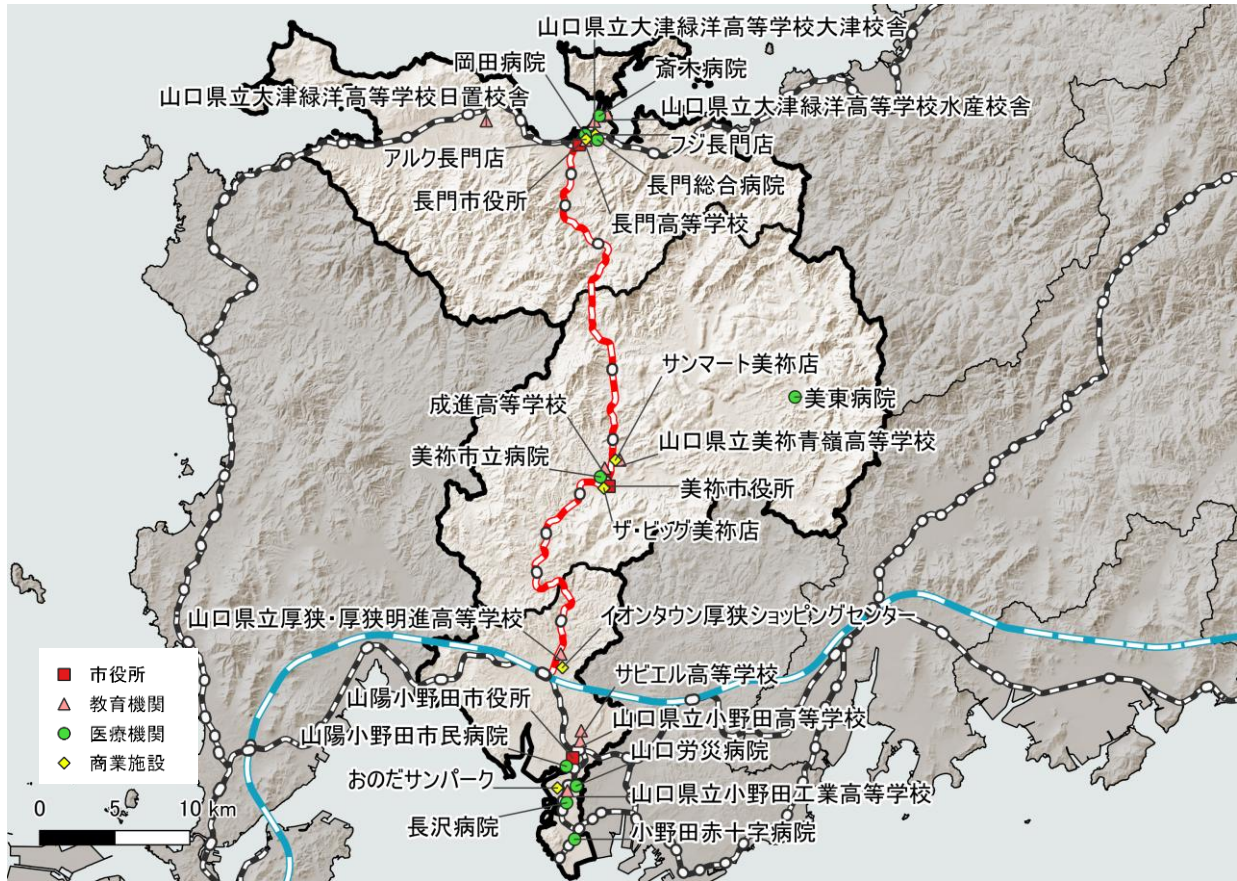 山口県立大津緑洋高等学校大津校舎
岡田病院
斎木病院
山口県立大津緑洋高等学校日置校舎
山口県立大津緑洋高等学校水産校舎
アルク長門店
フジ長門店
長門市役所
長門総合病院
長門高等学校
サンマート美祢店
成進高等学校
美東病院
美祢市立病院
山口県立美祢青嶺高等学校
美祢市役所
ザ・ビッグ美祢店
山口県立厚狭・厚狭明進高等学校
イオンタウン厚狭ショッピングセンター
サビエル高等学校
山陽小野田市役所
山口県立小野田高等学校
山陽小野田市民病院
山口労災病院
おのだサンパーク
山口県立小野田工業高等学校
長沢病院
小野田赤十字病院
市役所
教育機関
医療機関
商業施設
0 5 10 km